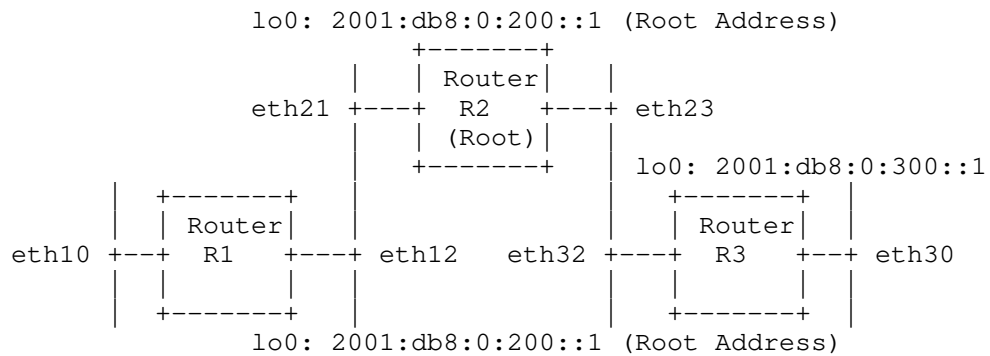 lo0: 2001:db8:0:200::1 (Root Address)
+-------+
| | Router| |
eth21 +---+ R2 +---+ eth23
| | (Root)| |
| +-------+ | lo0: 2001:db8:0:300::1
| +-------+ | | +-------+ |
| | Router| | | | Router| |
eth10 +--+ R1 +---+ eth12 eth32 +---+ R3 +--+ eth30
| | | | | | | |
| +-------+ | | +-------+ |
lo0: 2001:db8:0:200::1 (Root Address)